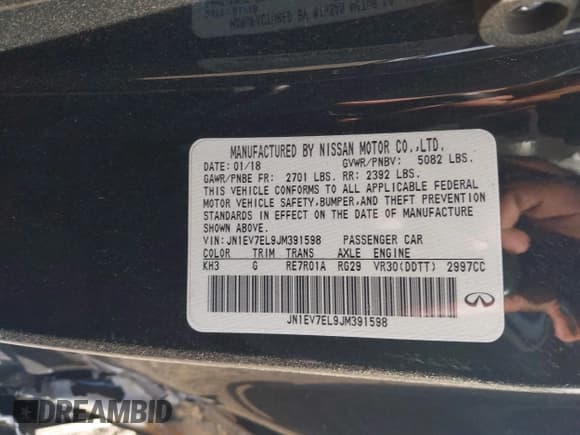 MANUFACTURED BY NISSAN MOTOR CO.,LTD.
DATE: 01/18 GVWR/PNBV: 5082 LBS.
GAWR/PNBE FR: 2701 LBS. RR: 2392 LBS.
THIS VEHICLE CONFORMS TO ALL APPLICABLE FEDERAL
MOTOR VEHICLE SAFETY,BUMPER,AND THEFT PREVENTION
STANDARDS IN EFFECT ON THE DATE OF MANUFACTURE
SHOWN ABOVE.
VIN:JN1EV7EL9JM391598 PASSENGER CAR
COLOR TRIM TRANS AXLE ENGINE
KH3 G RE7R01A RG29 VR30(DDTT) 2997CC
JN1EV7EL9JM391598
DREAMBID